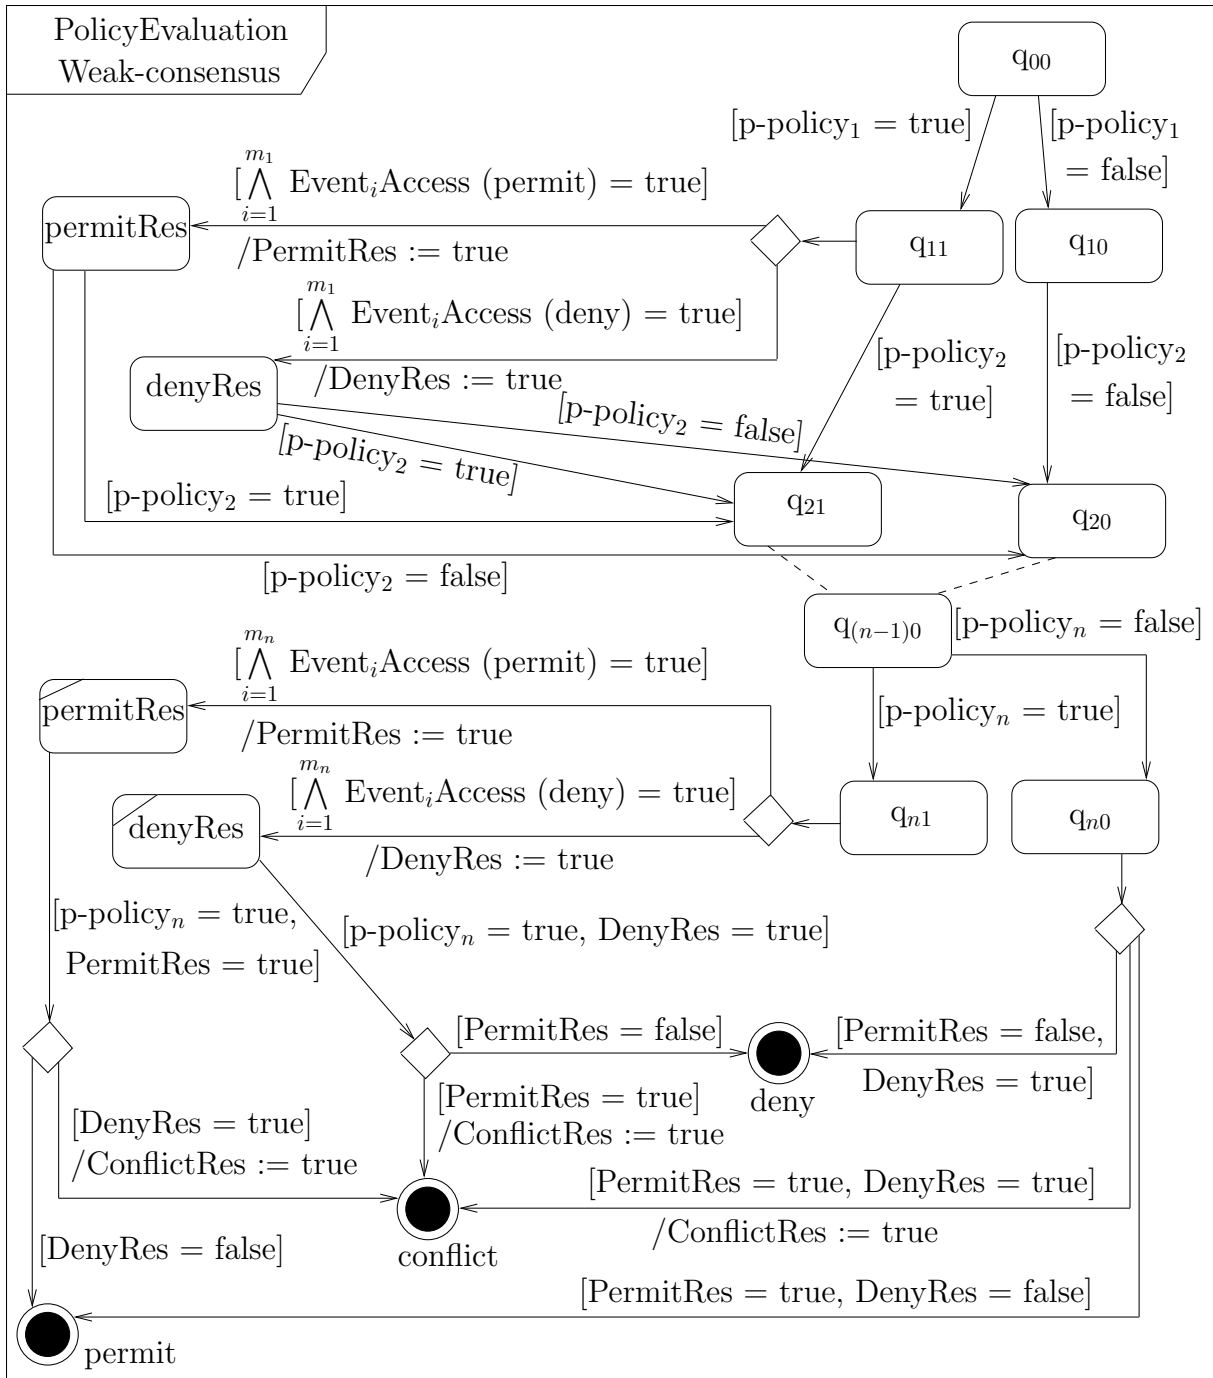 PolicyEvaluation
Weak-consensus
q₀₀
[p-policy₁ = true]
[p-policy₁
= false]
[⋀ᵢ₌₁^m₁ EventᵢAccess (permit) = true]
/PermitRes := true
permitRes
q₁₁
q₁₀
[⋀ᵢ₌₁^m₁ EventᵢAccess (deny) = true]
/DenyRes := true
denyRes
[p-policy₂
= true]
[p-policy₂
= false]
[p-policy₂ = false]
[p-policy₂ = true]
[p-policy₂ = true]
q₂₁
q₂₀
[p-policy₂ = false]
q₍ₙ₋₁₎₀
[p-policyₙ = false]
[⋀ᵢ₌₁^mₙ EventᵢAccess (permit) = true]
/PermitRes := true
permitRes
[p-policyₙ = true]
[⋀ᵢ₌₁^mₙ EventᵢAccess (deny) = true]
/DenyRes := true
denyRes
qₙ₁
qₙ₀
[p-policyₙ = true,
PermitRes = true]
[p-policyₙ = true, DenyRes = true]
[PermitRes = false]
deny
[PermitRes = false,
DenyRes = true]
[DenyRes = true]
/ConflictRes := true
[PermitRes = true]
/ConflictRes := true
[PermitRes = true, DenyRes = true]
/ConflictRes := true
conflict
[DenyRes = false]
[PermitRes = true, DenyRes = false]
permit